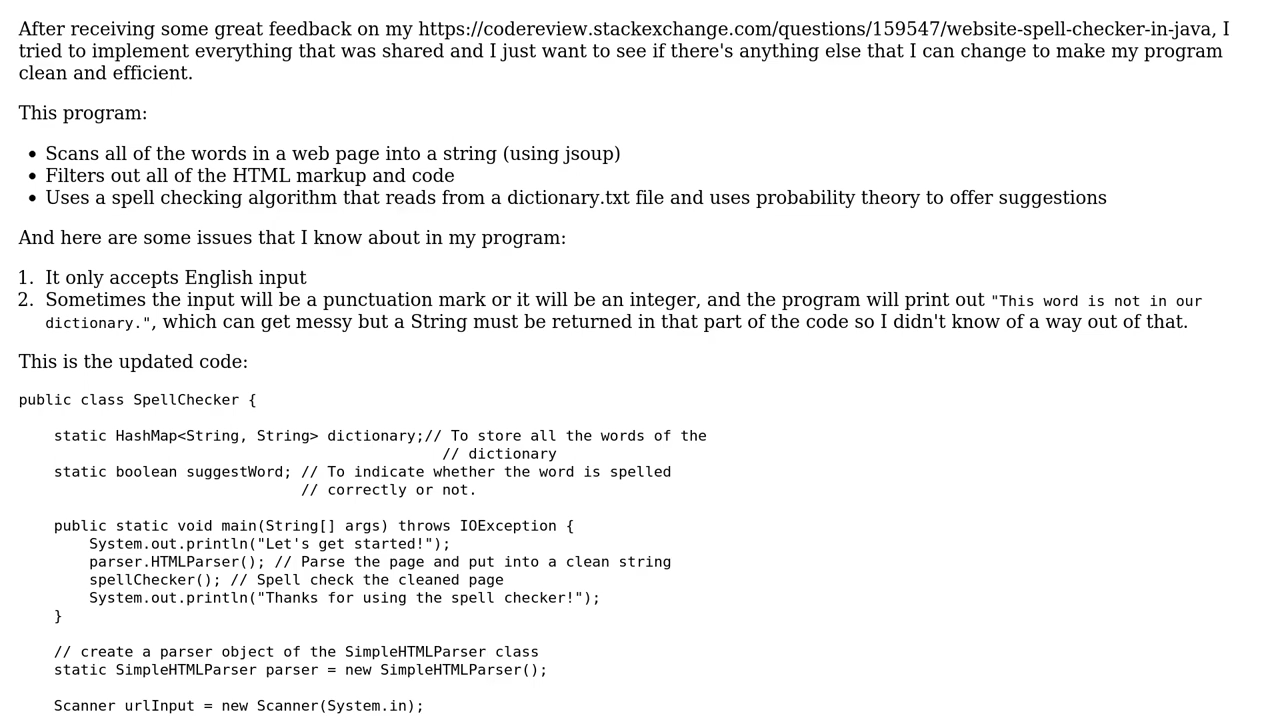 After receiving some great feedback on my https://codereview.stackexchange.com/questions/159547/website-spell-checker-in-java, I
tried to implement everything that was shared and I just want to see if there's anything else that I can change to make my program
clean and efficient.
This program:
• Scans all of the words in a web page into a string (using jsoup)
• Filters out all of the HTML markup and code
• Uses a spell checking algorithm that reads from a dictionary.txt file and uses probability theory to offer suggestions
And here are some issues that I know about in my program:
1. It only accepts English input
2. Sometimes the input will be a punctuation mark or it will be an integer, and the program will print out "This word is not in our
dictionary.", which can get messy but a String must be returned in that part of the code so I didn't know of a way out of that.
This is the updated code:
public class SpellChecker {
    static HashMap<String, String> dictionary;// To store all the words of the
                                                // dictionary
    static boolean suggestWord; // To indicate whether the word is spelled
                                // correctly or not.
    public static void main(String[] args) throws IOException {
        System.out.println("Let's get started!");
        parser.HTMLParser(); // Parse the page and put into a clean string
        spellChecker(); // Spell check the cleaned page
        System.out.println("Thanks for using the spell checker!");
    }
    // create a parser object of the SimpleHTMLParser class
    static SimpleHTMLParser parser = new SimpleHTMLParser();
    Scanner urlInput = new Scanner(System.in);